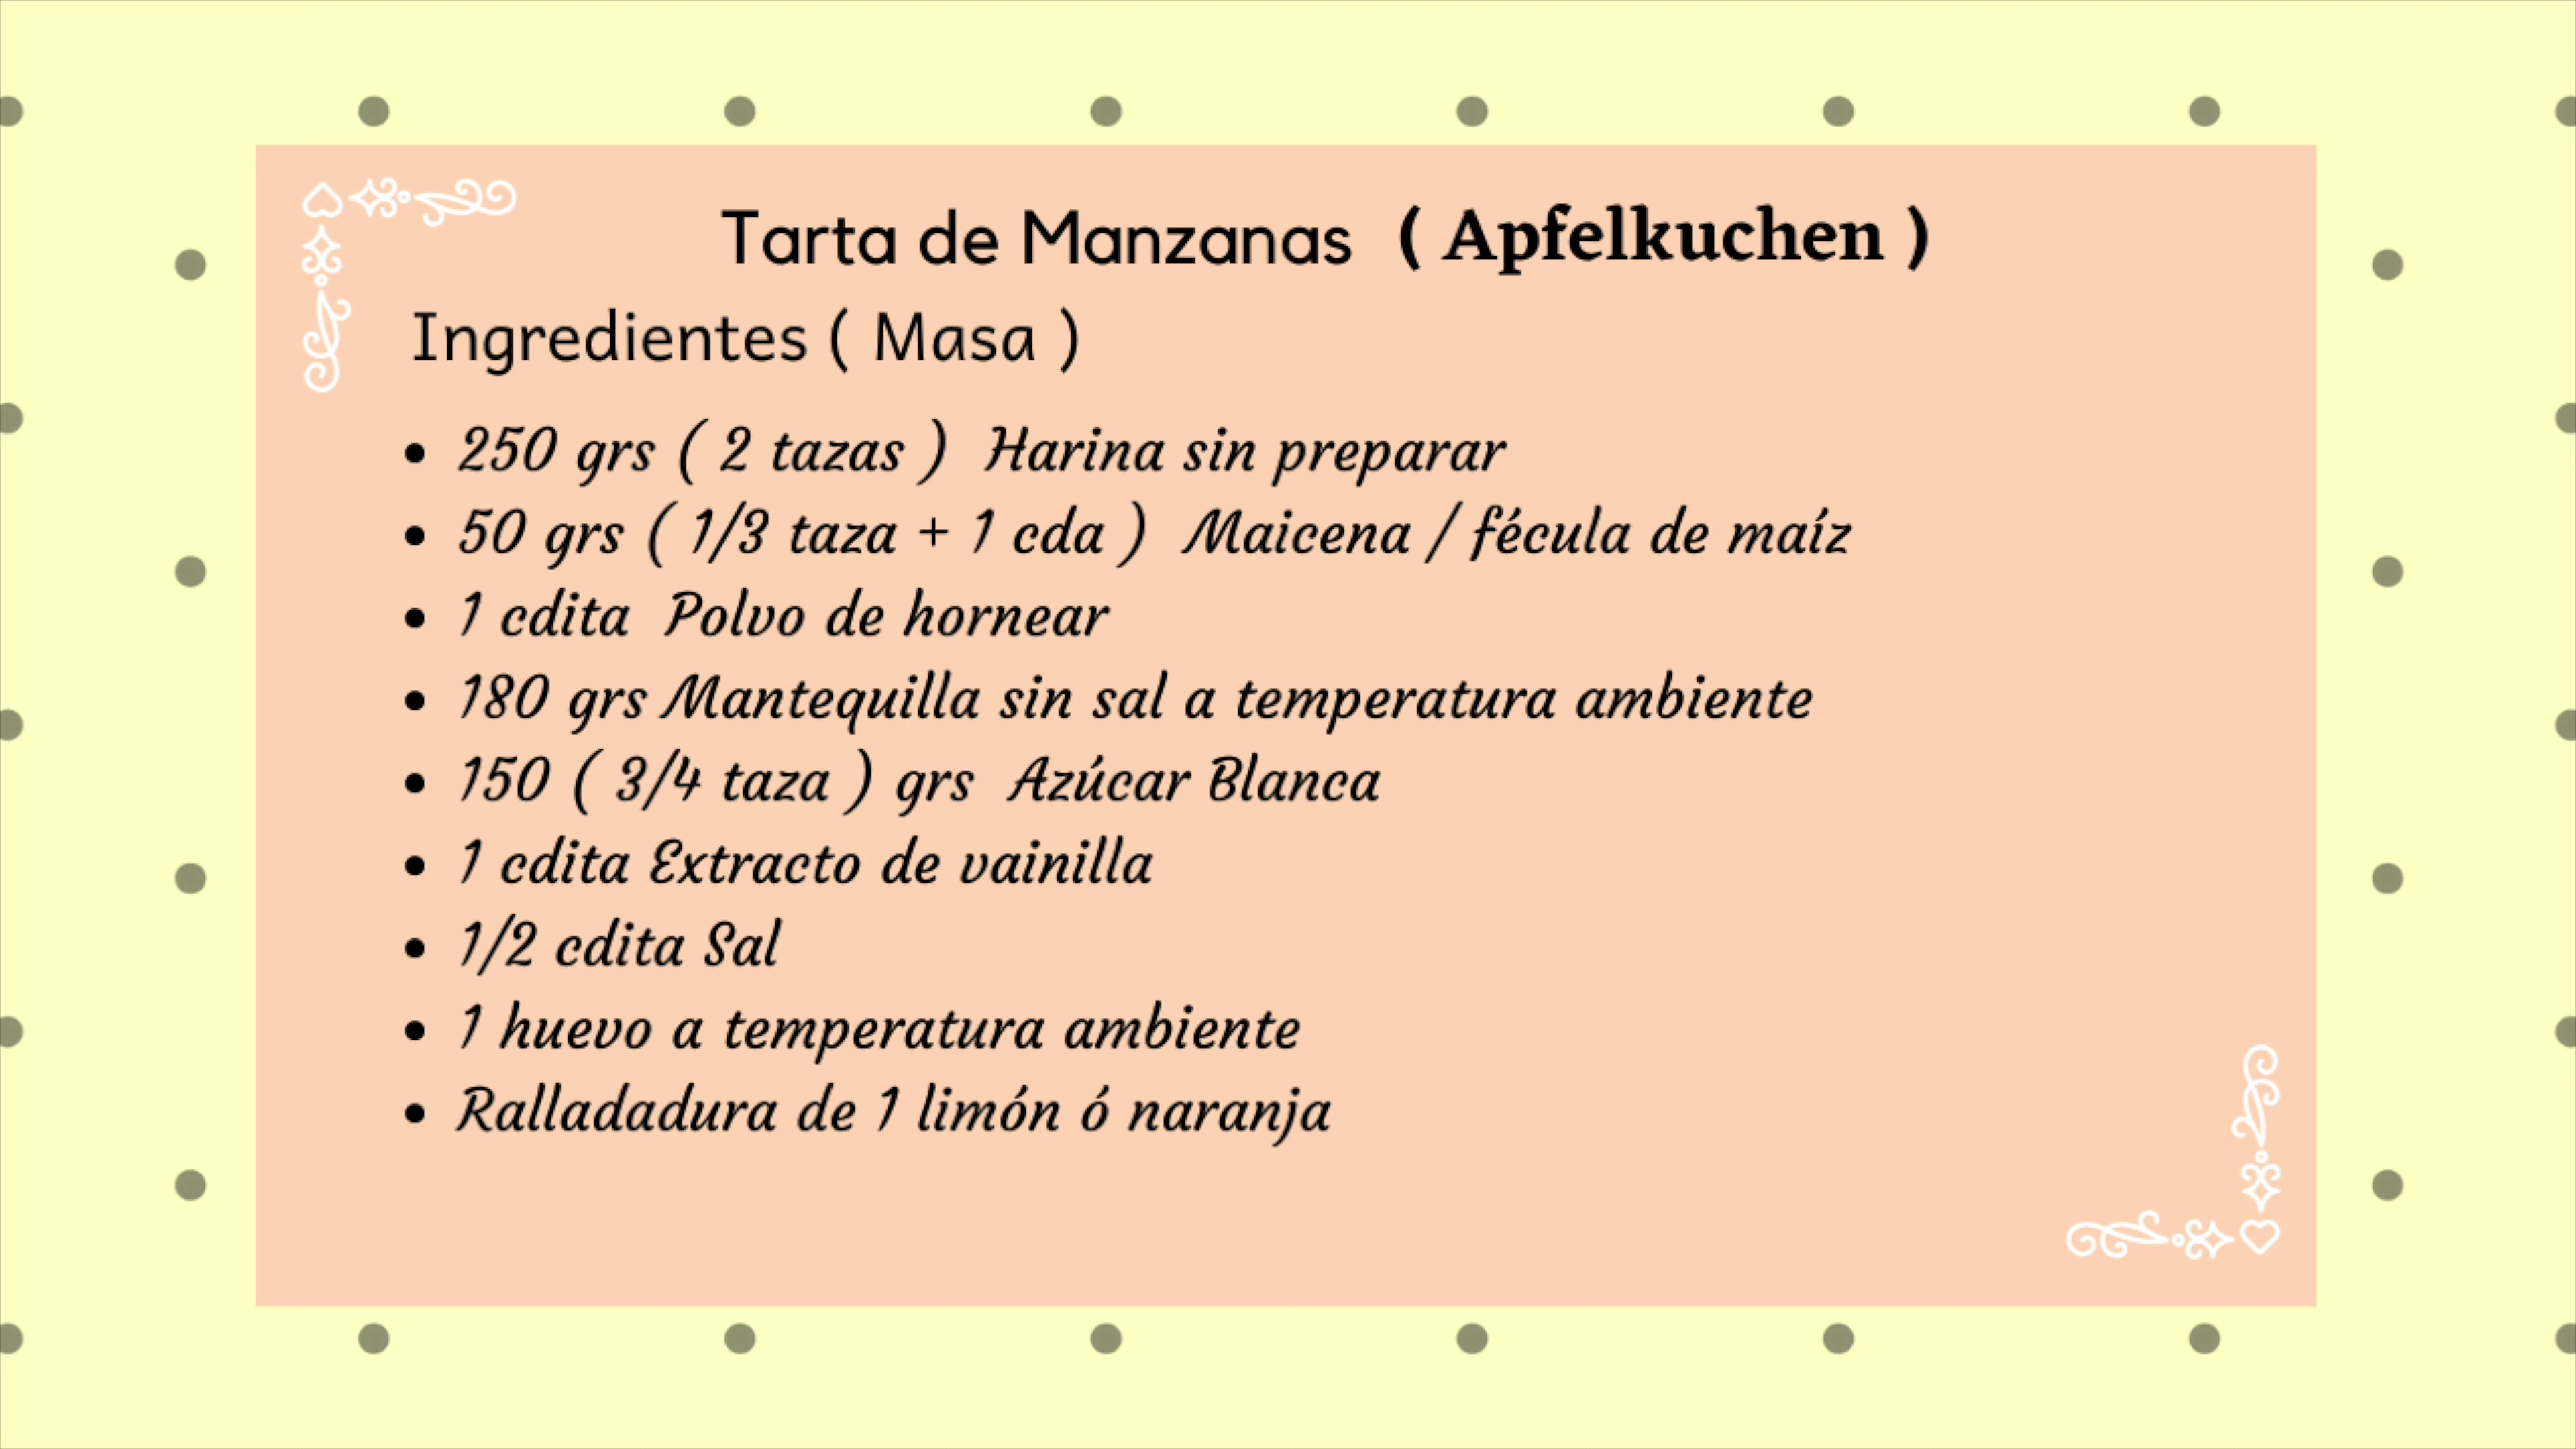 Tarta de Manzanas ( Apfelkuchen )
Ingredientes ( Masa )
• 250 grs ( 2 tazas ) Harina sin preparar
• 50 grs ( 1/3 taza + 1 cda ) Maicena / fécula de maíz
• 1 cdita Polvo de hornear
• 180 grs Mantequilla sin sal a temperatura ambiente
• 150 ( 3/4 taza ) grs Azúcar Blanca
• 1 cdita Extracto de vainilla
• 1/2 cdita Sal
• 1 huevo a temperatura ambiente
• Ralladadura de 1 limón ó naranja